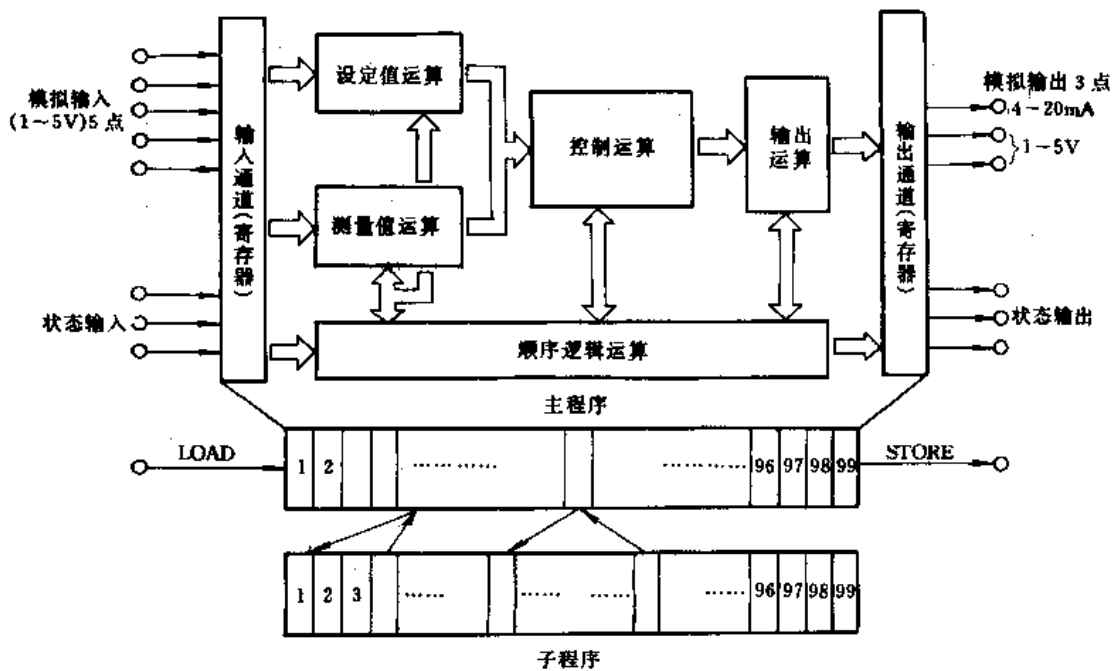 模拟输入
(1~5V)5点
状态输入
输入通道(寄存器)
设定值运算
测量值运算
控制运算
输出
运算
顺序逻辑运算
输出通道(寄存器)
模拟输出3点
4~20mA
1~5V
状态输出
主程序
LOAD
1 2 ········· ········· 96 97 98 99
STORE
1 2 3 ······ ······ ······ ······ 96 97 98 99
子程序